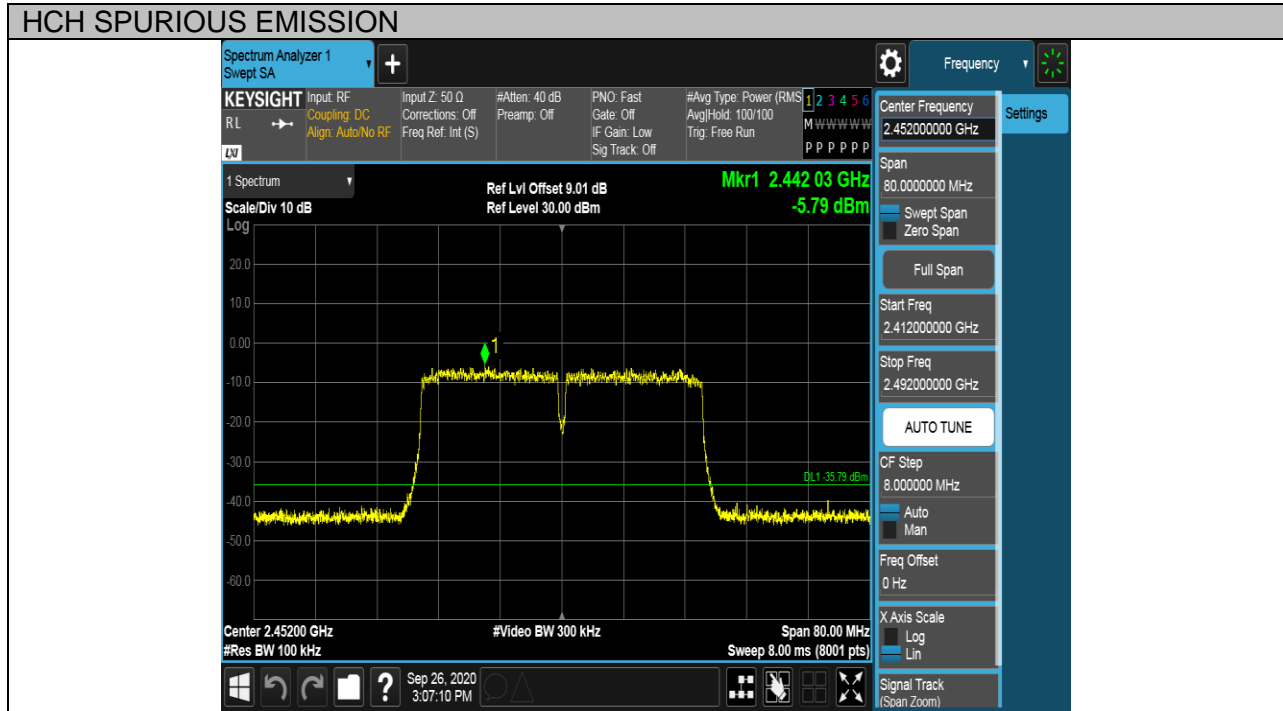 HCH SPURIOUS EMISSION
Spectrum Analyzer 1
Swept SA
+
Frequency
KEYSIGHT
RL
LXI
Input: RF
Coupling: DC
Align: Auto/No RF
Input Z: 50 Ω
Corrections: Off
Freq Ref: Int (S)
#Atten: 40 dB
Preamp: Off
PNO: Fast
Gate: Off
IF Gain: Low
Sig Track: Off
#Avg Type: Power (RMS
Avg|Hold: 100/100
Trig: Free Run
1 2 3 4 5 6
M W W W W W
P P P P P P
1 Spectrum
Scale/Div 10 dB
Log
Ref Lvl Offset 9.01 dB
Ref Level 30.00 dBm
Mkr1 2.442 03 GHz
-5.79 dBm
20.0
10.0
0.00
-10.0
-20.0
-30.0
-40.0
-50.0
-60.0
1
DL1 -35.79 dBm
Center 2.45200 GHz
#Res BW 100 kHz
#Video BW 300 kHz
Span 80.00 MHz
Sweep 8.00 ms (8001 pts)
?
Sep 26, 2020
3:07:10 PM
Center Frequency
2.452000000 GHz
Settings
Span
80.0000000 MHz
Swept Span
Zero Span
Full Span
Start Freq
2.412000000 GHz
Stop Freq
2.492000000 GHz
AUTO TUNE
CF Step
8.000000 MHz
Auto
Man
Freq Offset
0 Hz
X Axis Scale
Log
Lin
Signal Track
(Span Zoom)